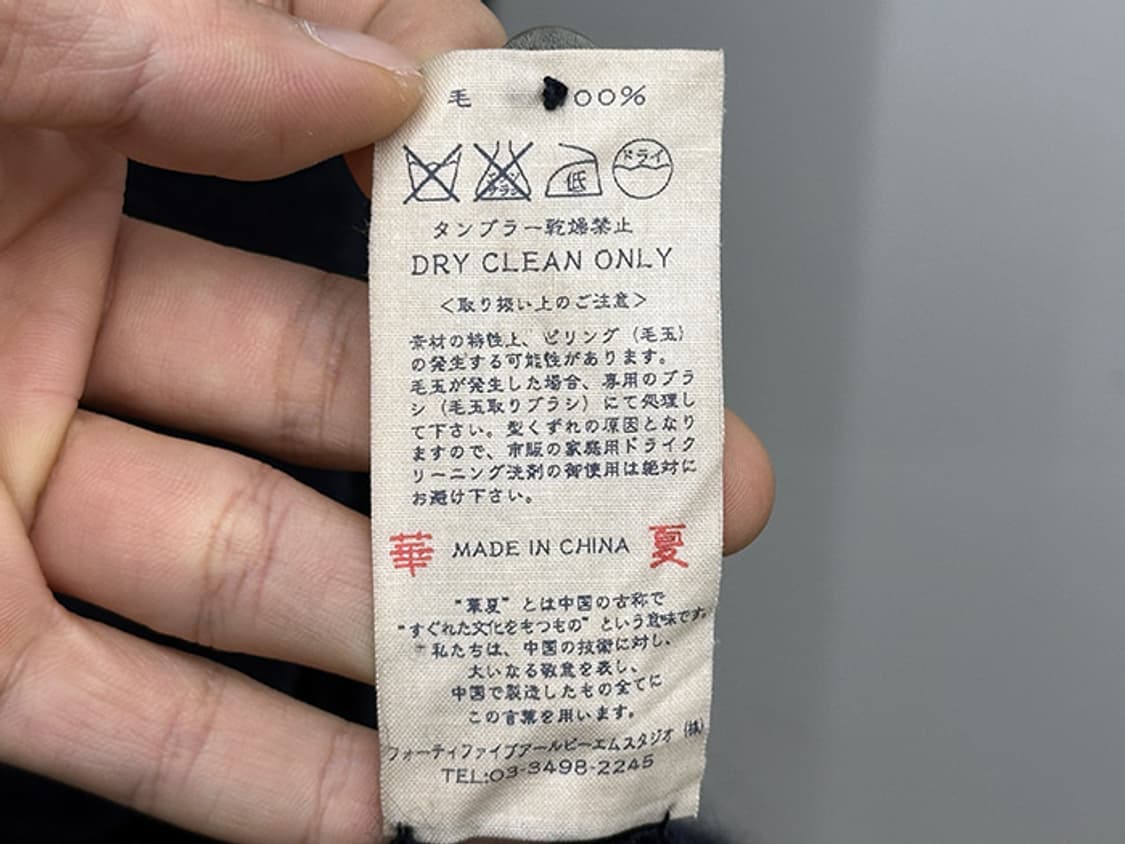 毛 100%
エンソサラシ 低 ドライ
タンブラー乾燥禁止
DRY CLEAN ONLY
<取り扱い上のご注意>
素材の特性上、ピリング(毛玉)
の発生する可能性があります。
毛玉が発生した場合、専用のブラ
シ(毛玉取りブラシ)にて処理し
て下さい。型くずれの原因となり
ますので、市販の家庭用ドライク
リーニング洗剤の御使用は絶対に
お避け下さい。
華 MADE IN CHINA 夏
"華夏"とは中国の古称で
"すぐれた文化をもつもの"という意味です。
私たちは、中国の技術に対し、
大いなる敬意を表し、
中国で製造したもの全てに
この言葉を用います。
フォーティファイブアールピーエムスタジオ(株)
TEL:03-3498-2245